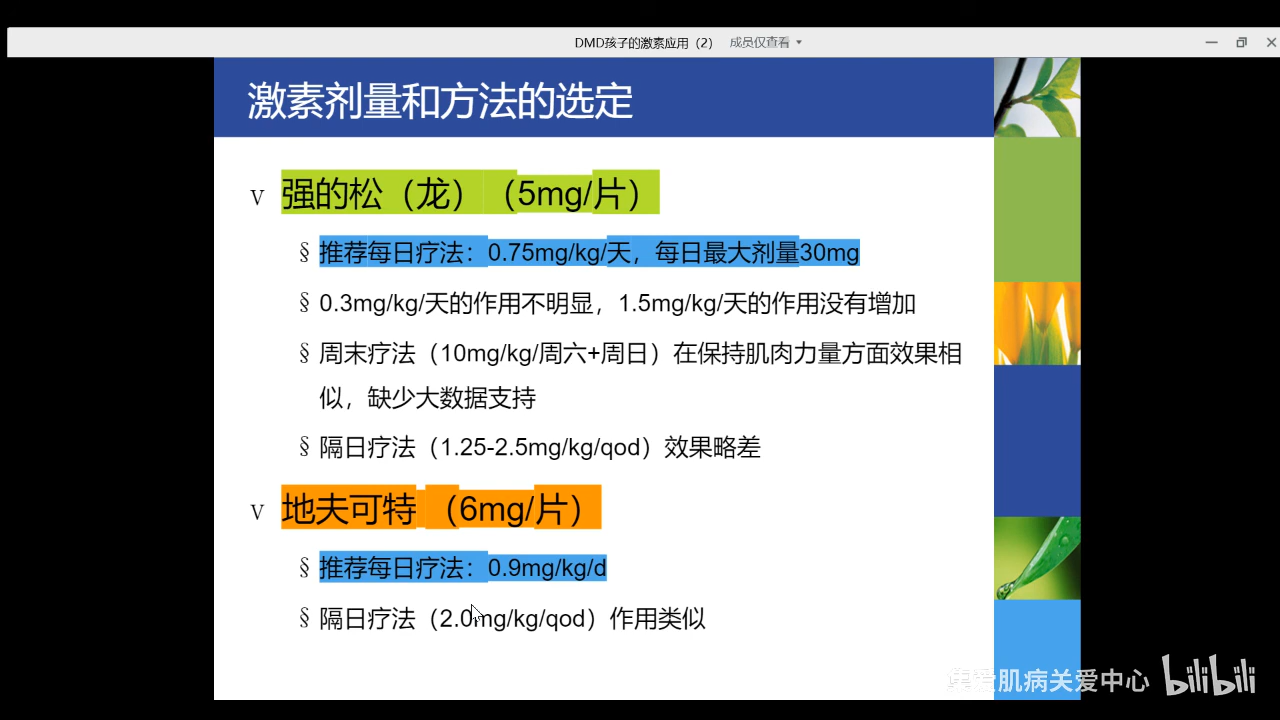 DMD孩子的激素应用（2） 成员仅查看
激素剂量和方法的选定
v 强的松（龙）（5mg/片）
§ 推荐每日疗法：0.75mg/kg/天，每日最大剂量30mg
§ 0.3mg/kg/天的作用不明显，1.5mg/kg/天的作用没有增加
§ 周末疗法（10mg/kg/周六+周日）在保持肌肉力量方面效果相
似，缺少大数据支持
§ 隔日疗法（1.25-2.5mg/kg/qod）效果略差
v 地夫可特 （6mg/片）
§ 推荐每日疗法：0.9mg/kg/d
§ 隔日疗法（2.0mg/kg/qod）作用类似
爱肌病关爱中心 bilibili